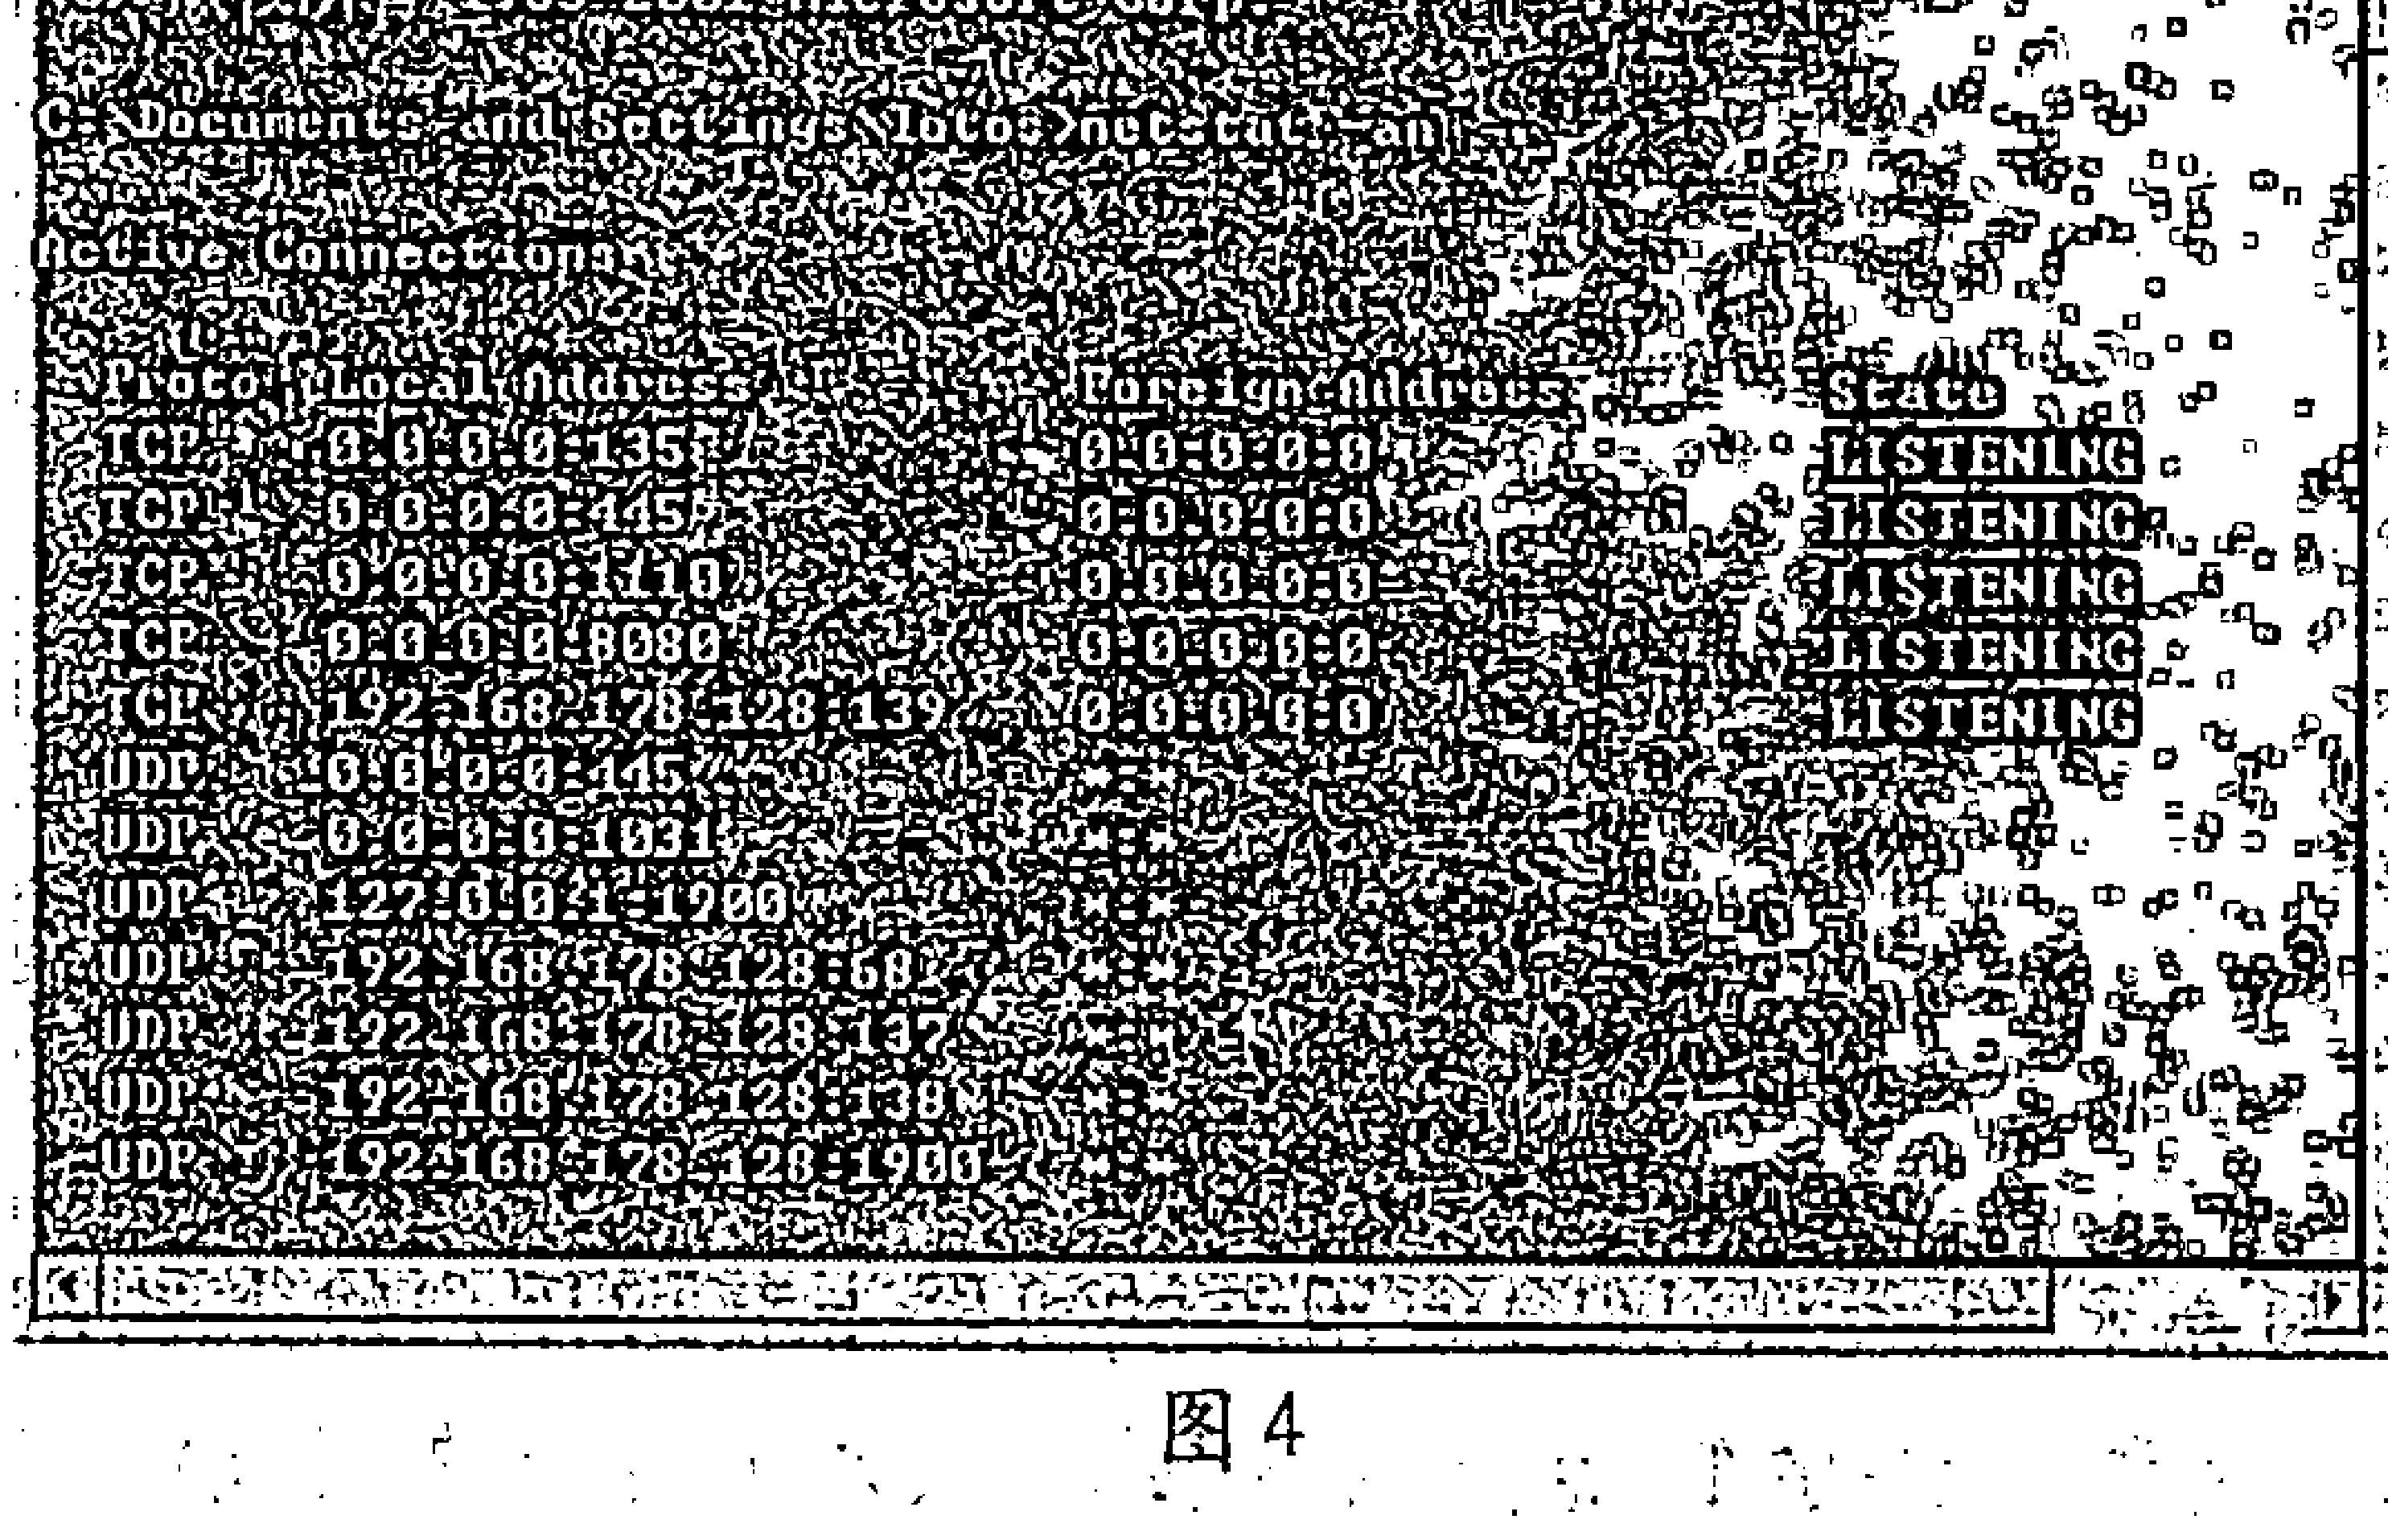 1985-2001 Microsoft Corp.
C:\Documents and Settings\lotos>netstat -an
Active Connections
Proto Local Address Foreign Address State
TCP 0.0.0.0:135 0.0.0.0:0 LISTENING
TCP 0.0.0.0:445 0.0.0.0:0 LISTENING
TCP 0.0.0.0:1110 0.0.0.0:0 LISTENING
TCP 0.0.0.0:8080 0.0.0.0:0 LISTENING
TCP 192.168.178.128:139 0.0.0.0:0 LISTENING
UDP 0.0.0.0:445 *:*
UDP 0.0.0.0:1031 *:*
UDP 127.0.0.1:1900 *:*
UDP 192.168.178.128:68 *:*
UDP 192.168.178.128:137 *:*
UDP 192.168.178.128:138 *:*
UDP 192.168.178.128:1900 *:*
图 4